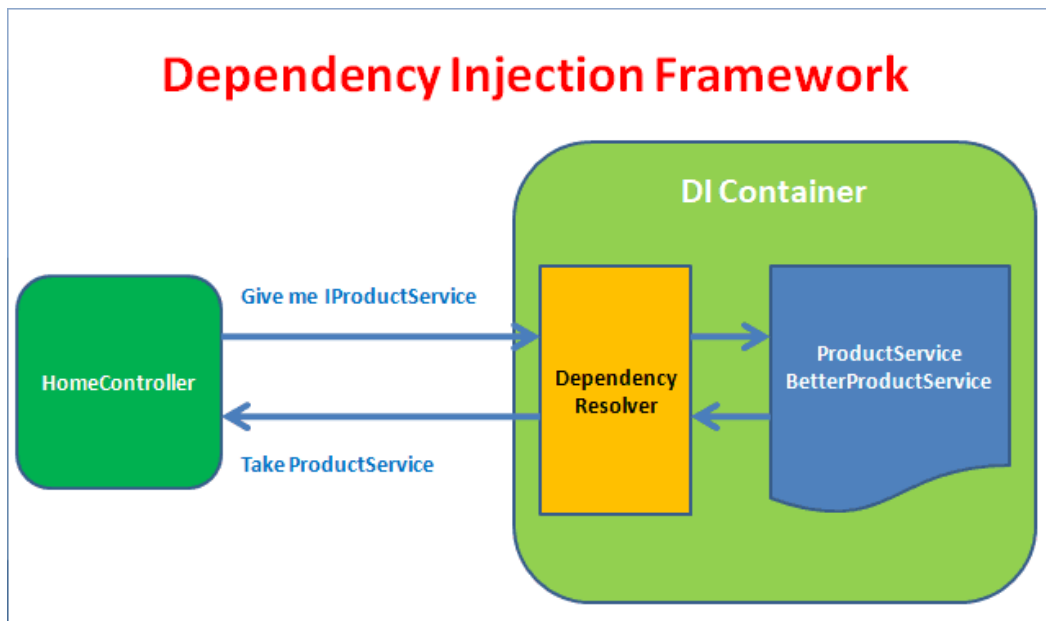 Dependency Injection Framework
DI Container
Give me IProductService
HomeController
Dependency
Resolver
ProductService
BetterProductService
Take ProductService